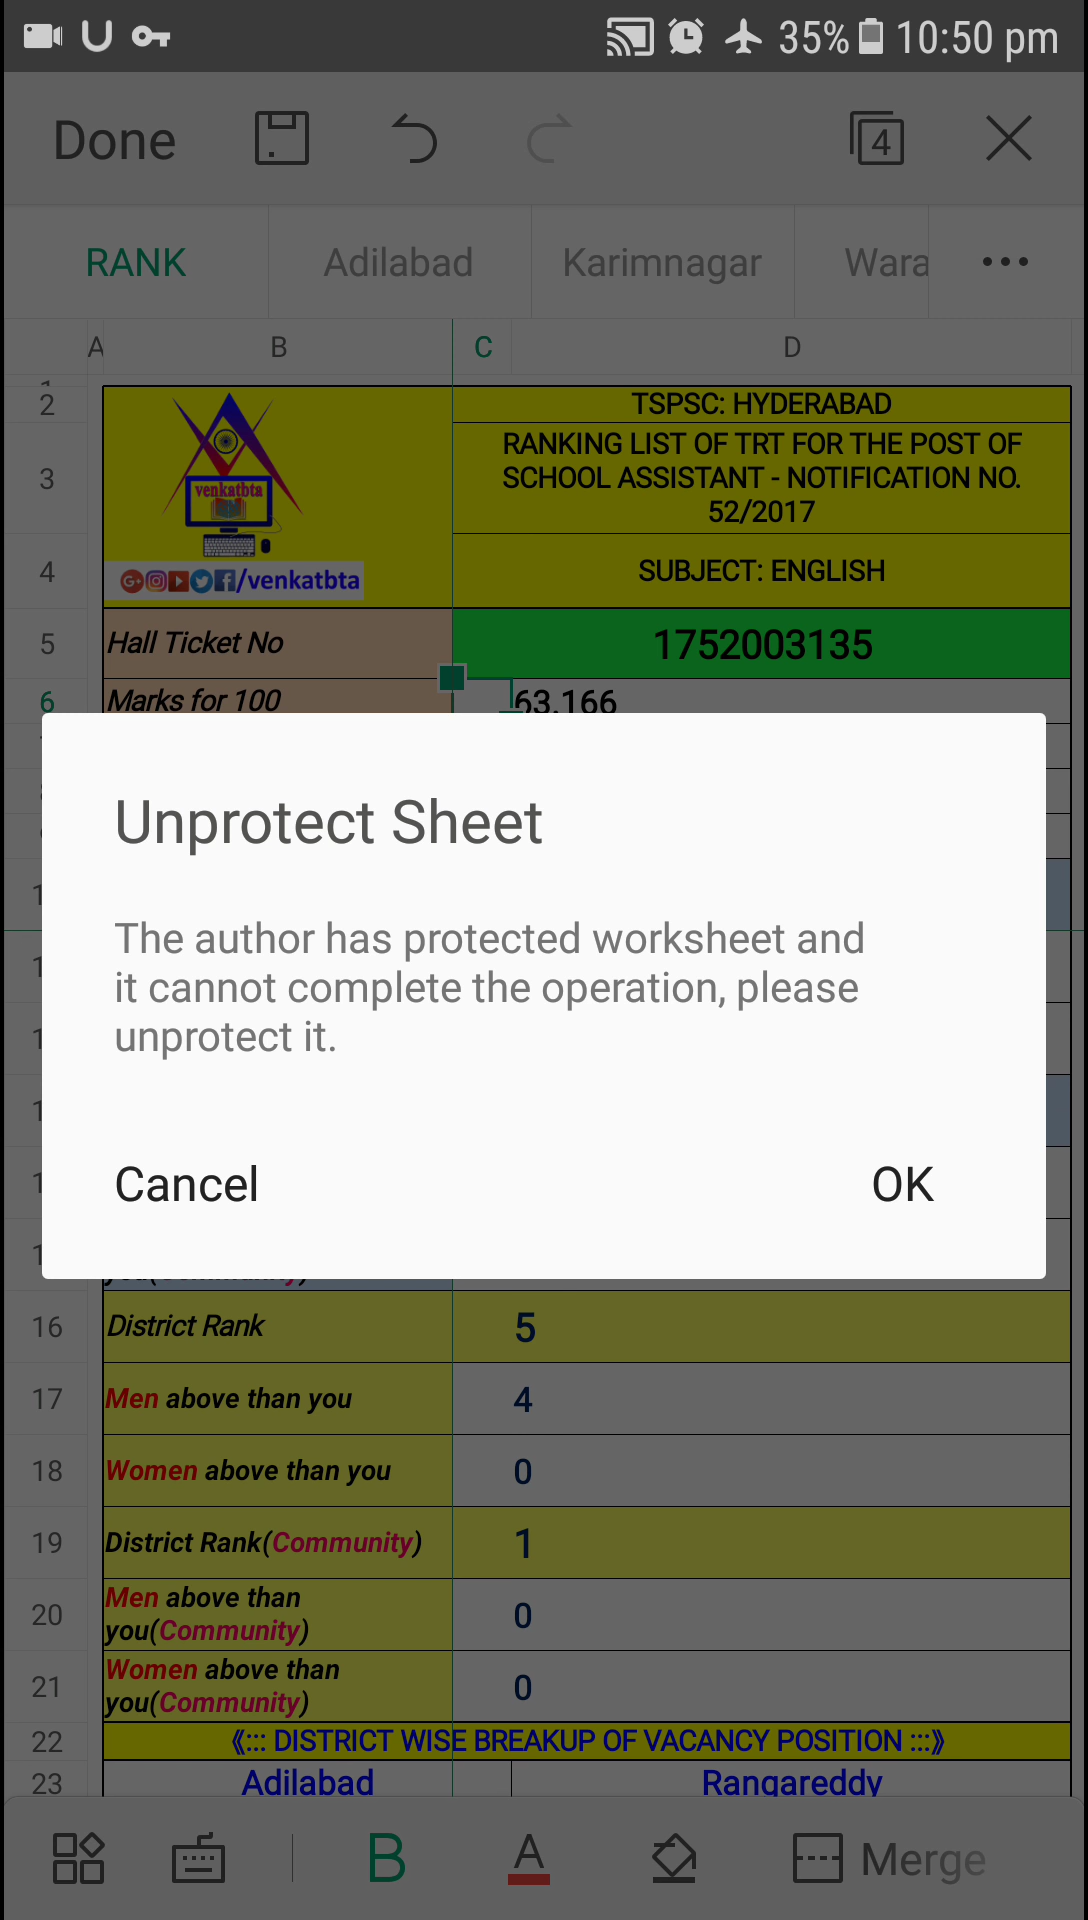 35% 10:50 pm
Done 4
RANK Adilabad Karimnagar Wara
A B C D
2 TSPSC: HYDERABAD
3 RANKING LIST OF TRT FOR THE POST OF
SCHOOL ASSISTANT - NOTIFICATION NO.
52/2017
venkatbta
4 SUBJECT: ENGLISH
/venkatbta
5 Hall Ticket No 1752003135
6 Marks for 100 63.166
Unprotect Sheet
The author has protected worksheet and
it cannot complete the operation, please
unprotect it.
Cancel OK
16 District Rank 5
17 Men above than you 4
18 Women above than you 0
19 District Rank(Community) 1
20 Men above than
you(Community) 0
21 Women above than
you(Community) 0
22 《::: DISTRICT WISE BREAKUP OF VACANCY POSITION :::》
23 Adilabad Rangareddy
B A Merge